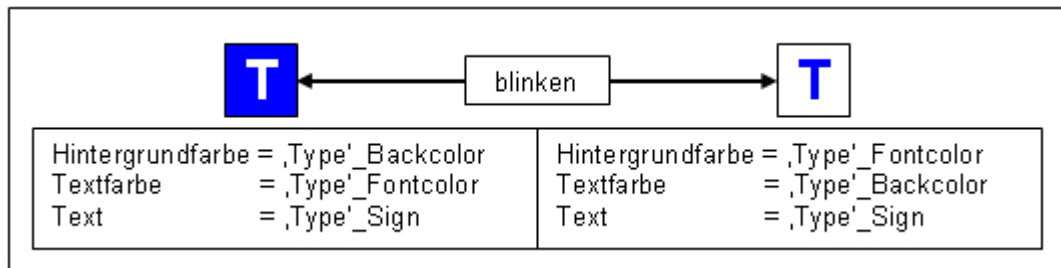 T blinken T
Hintergrundfarbe = ‚Type'_Backcolor
Textfarbe = ‚Type'_Fontcolor
Text = ‚Type'_Sign
Hintergrundfarbe = ‚Type'_Fontcolor
Textfarbe = ‚Type'_Backcolor
Text = ‚Type'_Sign